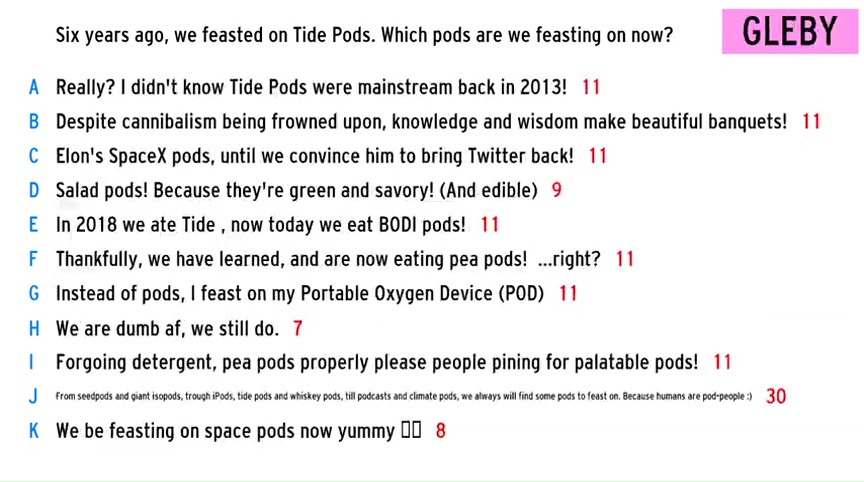 Six years ago, we feasted on Tide Pods. Which pods are we feasting on now?
GLEBY
A Really? I didn't know Tide Pods were mainstream back in 2013! 11
B Despite cannibalism being frowned upon, knowledge and wisdom make beautiful banquets! 11
C Elon's SpaceX pods, until we convince him to bring Twitter back! 11
D Salad pods! Because they're green and savory! (And edible) 9
E In 2018 we ate Tide , now today we eat BODI pods! 11
F Thankfully, we have learned, and are now eating pea pods! ...right? 11
G Instead of pods, I feast on my Portable Oxygen Device (POD) 11
H We are dumb af, we still do. 7
I Forgoing detergent, pea pods properly please people pining for palatable pods! 11
J From seedpods and giant isopods, trough iPods, tide pods and whiskey pods, till podcasts and climate pods, we always will find some pods to feast on. Because humans are pod-people :) 30
K We be feasting on space pods now yummy ▯▯ 8